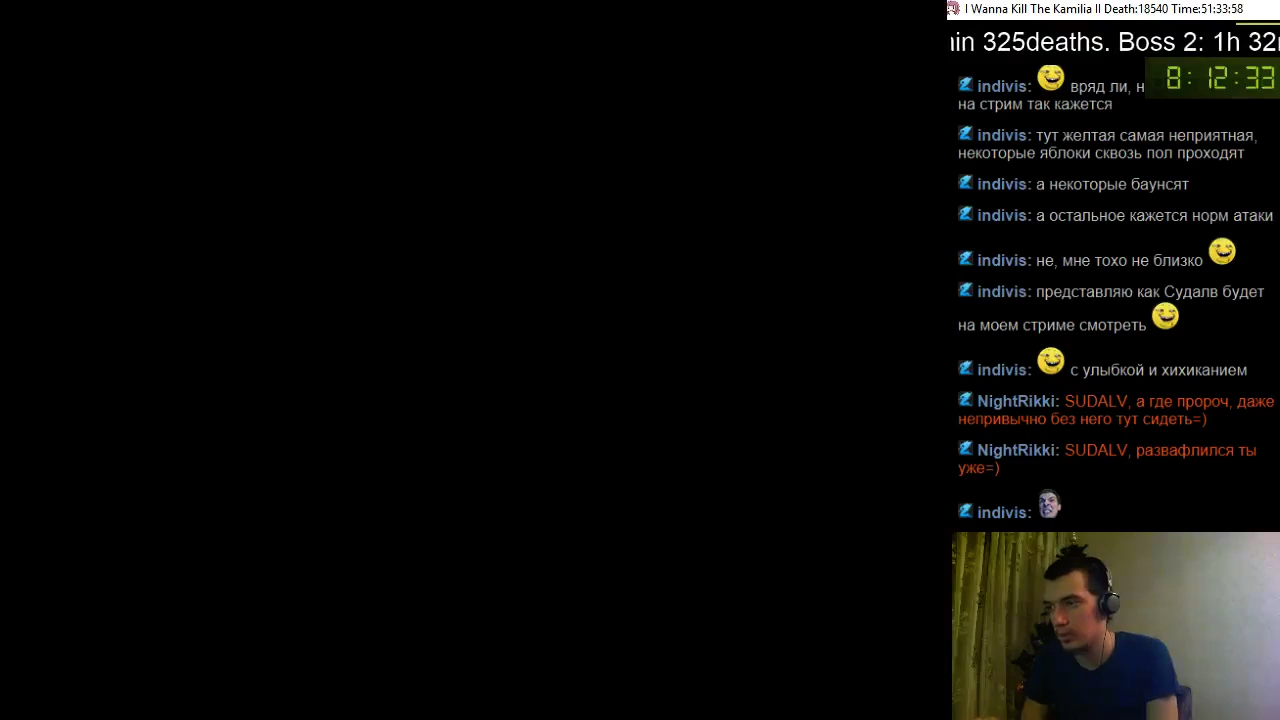 I Wanna Kill The Kamilia II Death:18540 Time:51:33:58
in 325deaths. Boss 2: 1h 32
8:12:33
indivis: вряд ли, н
на стрим так кажется
indivis: тут желтая самая неприятная,
некоторые яблоки сквозь пол проходят
indivis: а некоторые баунсят
indivis: а остальное кажется норм атаки
indivis: не, мне тохо не близко
indivis: представляю как Судалв будет
на моем стриме смотреть
indivis: с улыбкой и хихиканием
NightRikki: SUDALV, а где пророч, даже
непривычно без него тут сидеть=)
NightRikki: SUDALV, развафлился ты
уже=)
indivis: